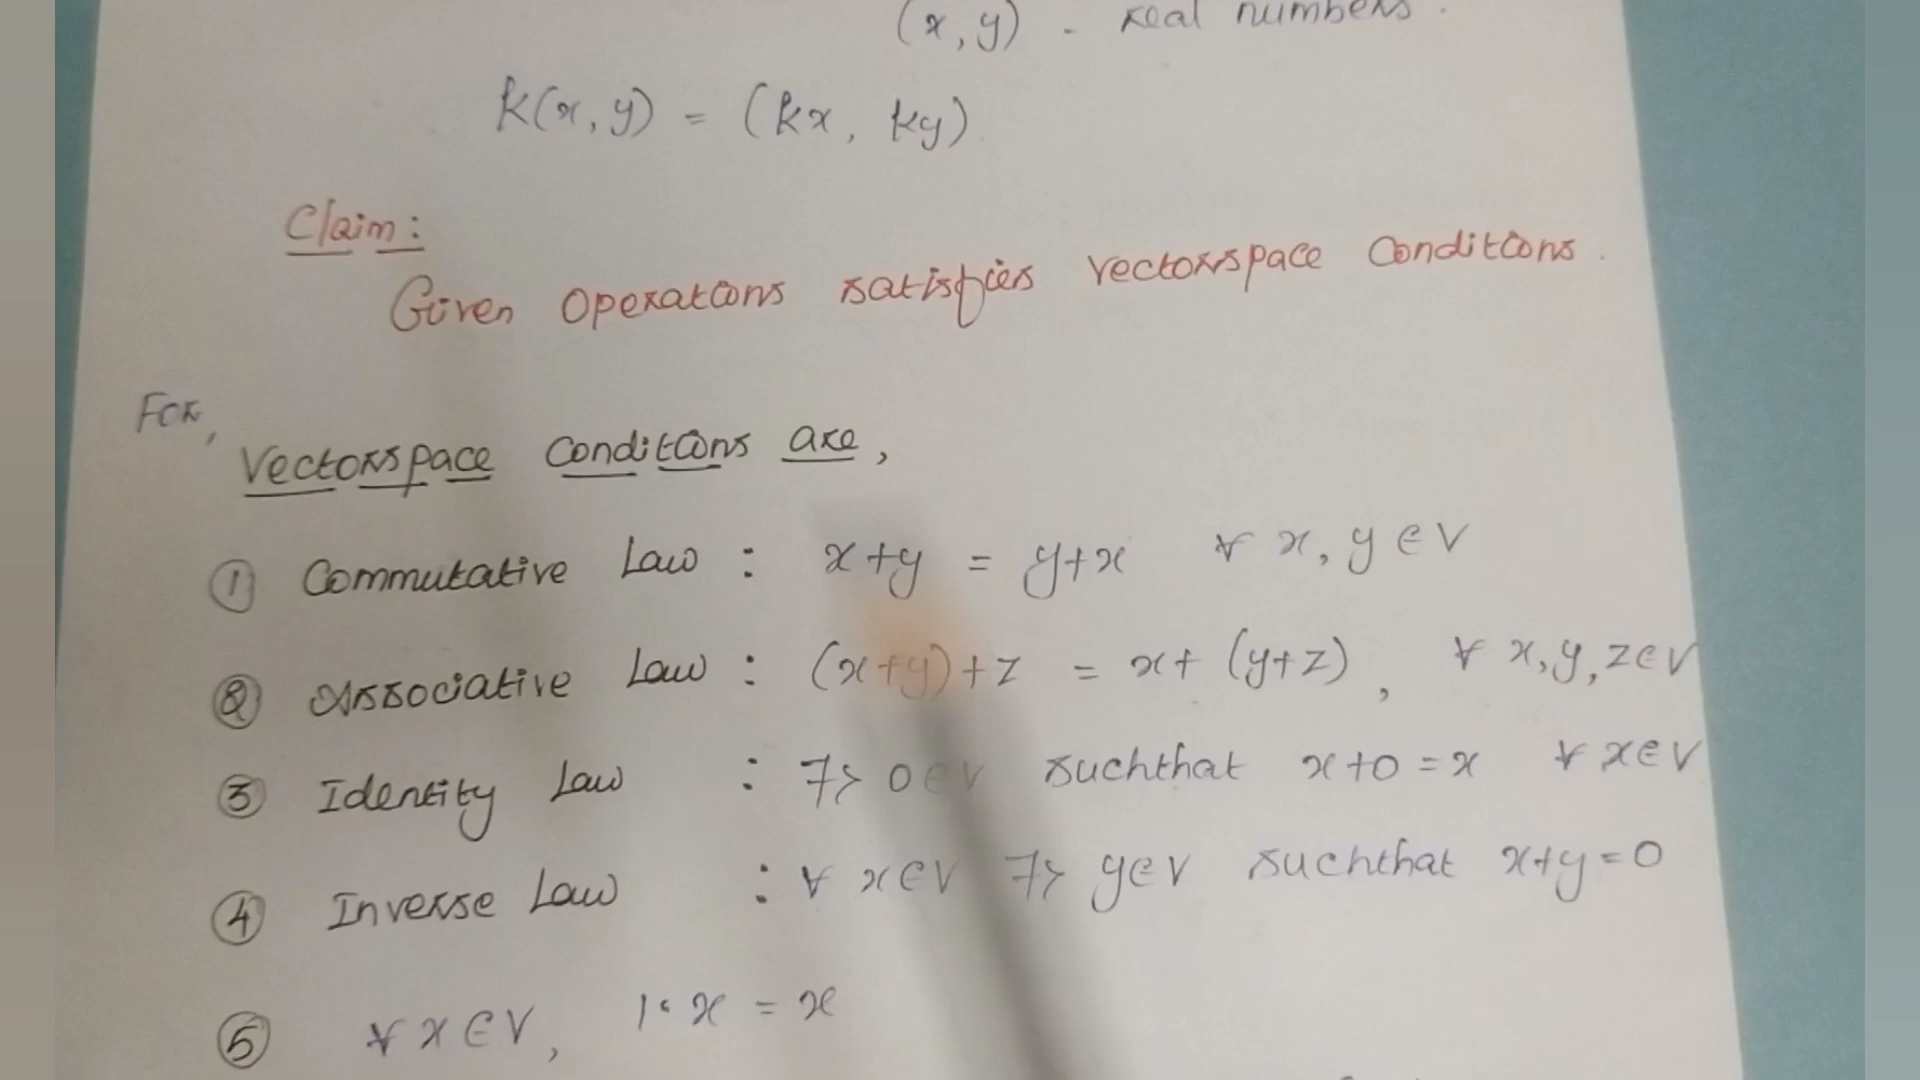 (x, y) - real numbers.
k(x, y) = (kx, ky)
Claim:
Given operations satisfies vectorspace conditions.
For,
Vectorspace conditions are,
① Commutative Law : x+y = y+x ∀ x, y ∈ V
② Associative Law : (x+y)+z = x+(y+z), ∀ x, y, z ∈ V
③ Identity Law : ∃ 0 ∈ V suchthat x+0 = x ∀ x ∈ V
④ Inverse Law : ∀ x ∈ V ∃ y ∈ V suchthat x+y = 0
⑤ ∀ x ∈ V, 1·x = x